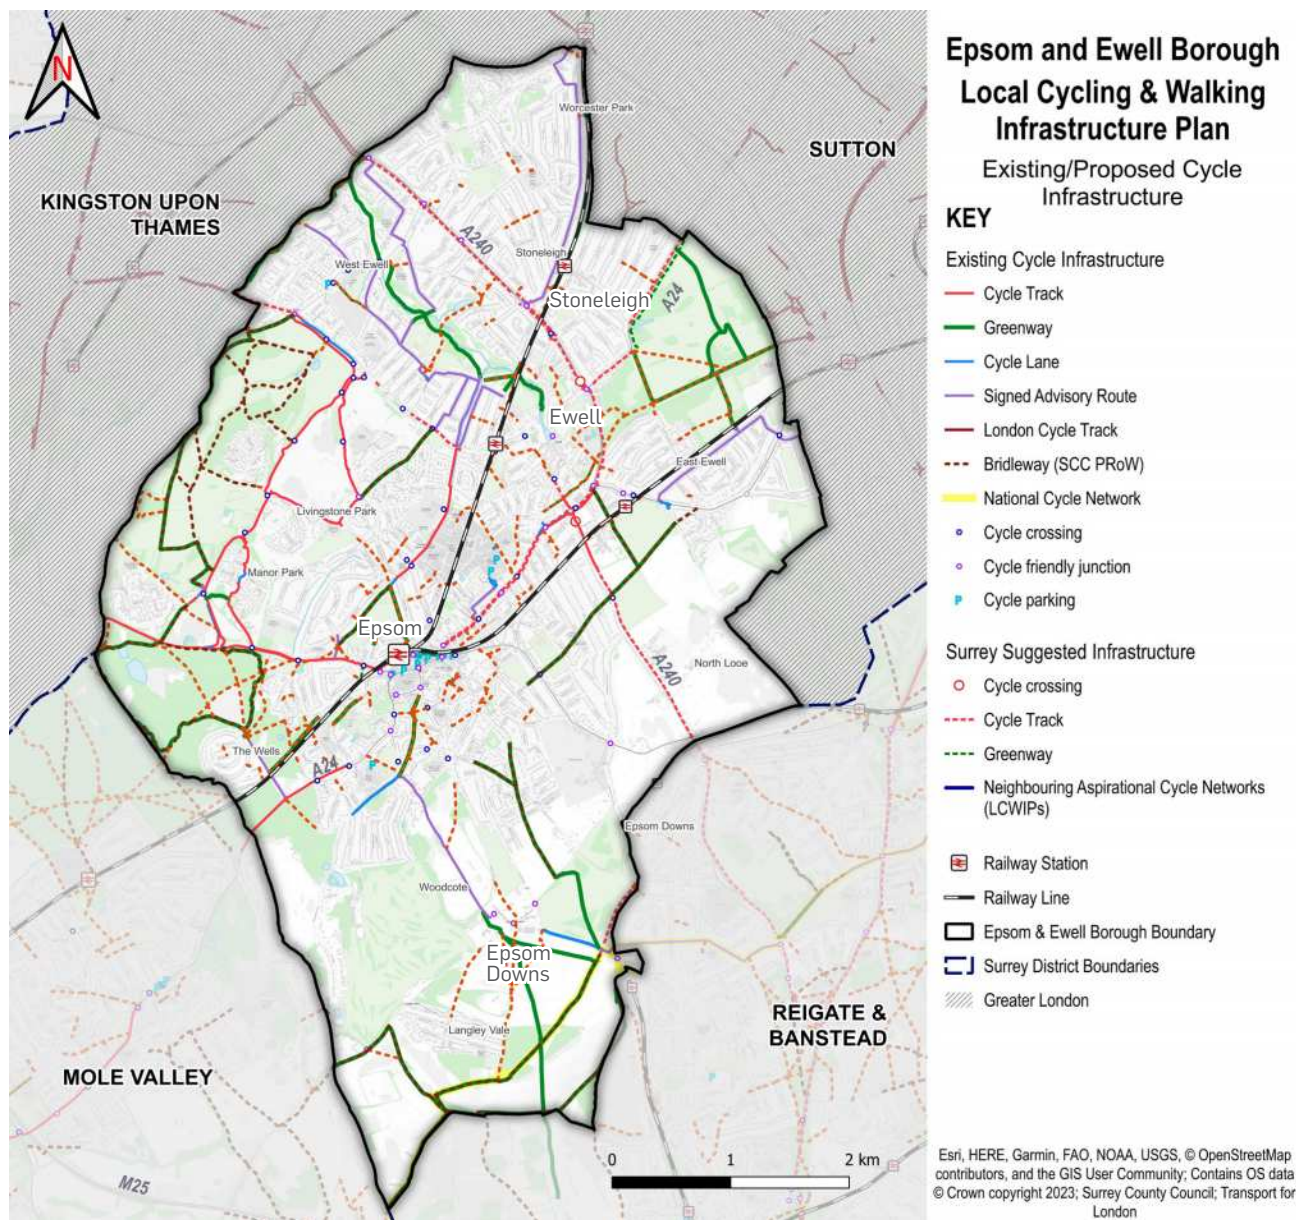 N
KINGSTON UPON
THAMES
SUTTON
Worcester Park
A240
Stoneleigh
West Ewell
P
Stoneleigh
A24
Ewell
East Ewell
Livingstone Park
Manor Park
P
P
P
Epsom
A240
North Looe
The Wells
A24
P
Epsom Downs
Woodcote
Epsom
Downs
Langley Vale
REIGATE &
BANSTEAD
MOLE VALLEY
M25
P
0 1 2 km
Epsom and Ewell Borough
Local Cycling & Walking
Infrastructure Plan
Existing/Proposed Cycle
Infrastructure
KEY
Existing Cycle Infrastructure
Cycle Track
Greenway
Cycle Lane
Signed Advisory Route
London Cycle Track
Bridleway (SCC PRoW)
National Cycle Network
Cycle crossing
Cycle friendly junction
P Cycle parking
Surrey Suggested Infrastructure
Cycle crossing
Cycle Track
Greenway
Neighbouring Aspirational Cycle Networks
(LCWIPs)
Railway Station
Railway Line
Epsom & Ewell Borough Boundary
Surrey District Boundaries
Greater London
Esri, HERE, Garmin, FAO, NOAA, USGS, © OpenStreetMap
contributors, and the GIS User Community; Contains OS data
© Crown copyright 2023; Surrey County Council; Transport for
London